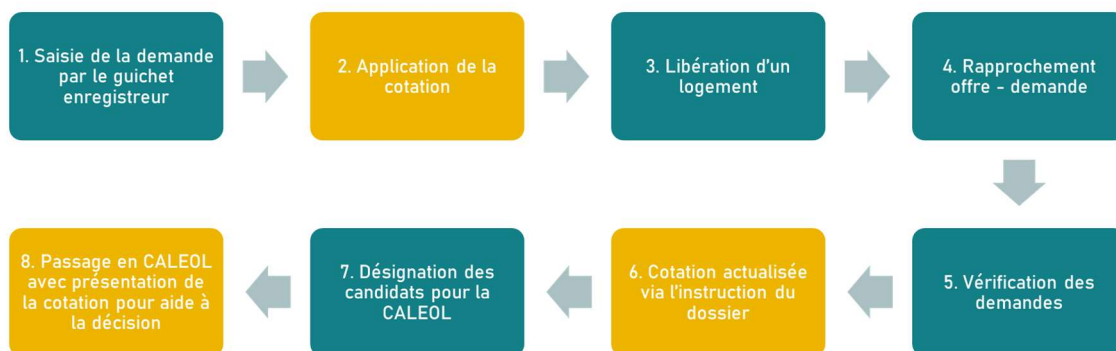 1. Saisie de la demande
par le guichet
enregistreur
2. Application de la
cotation
3. Libération d'un
logement
4. Rapprochement
offre - demande
5. Vérification des
demandes
6. Cotation actualisée
via l'instruction du
dossier
7. Désignation des
candidats pour la
CALEOL
8. Passage en CALEOL
avec présentation de
la cotation pour aide à
la décision